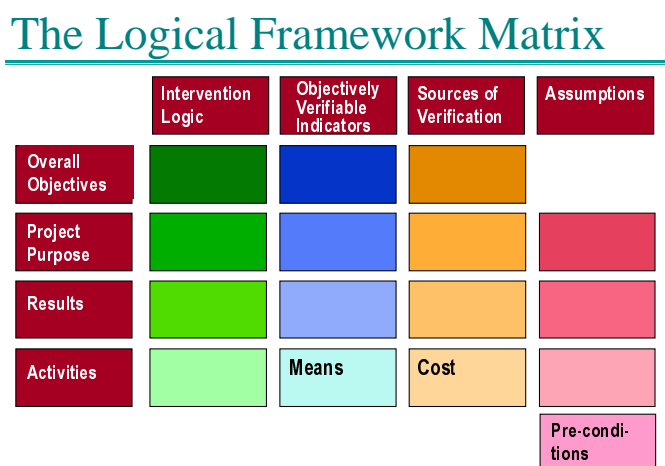 The Logical Framework Matrix
Intervention
Logic
Objectively
Verifiable
Indicators
Sources of
Verification
Assumptions
Overall
Objectives
Project
Purpose
Results
Activities
Means
Cost
Pre-condi-
tions